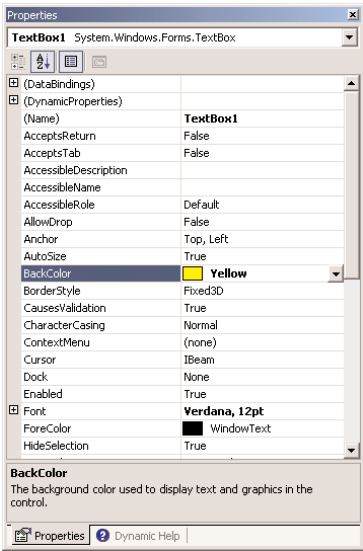 Properties
TextBox1 System.Windows.Forms.TextBox
(DataBindings)
(DynamicProperties)
(Name) TextBox1
AcceptsReturn False
AcceptsTab False
AccessibleDescription
AccessibleName
AccessibleRole Default
AllowDrop False
Anchor Top, Left
AutoSize True
BackColor Yellow
BorderStyle Fixed3D
CausesValidation True
CharacterCasing Normal
ContextMenu (none)
Cursor IBeam
Dock None
Enabled True
Font Verdana, 12pt
ForeColor WindowText
HideSelection True
BackColor
The background color used to display text and graphics in the
control.
Properties Dynamic Help